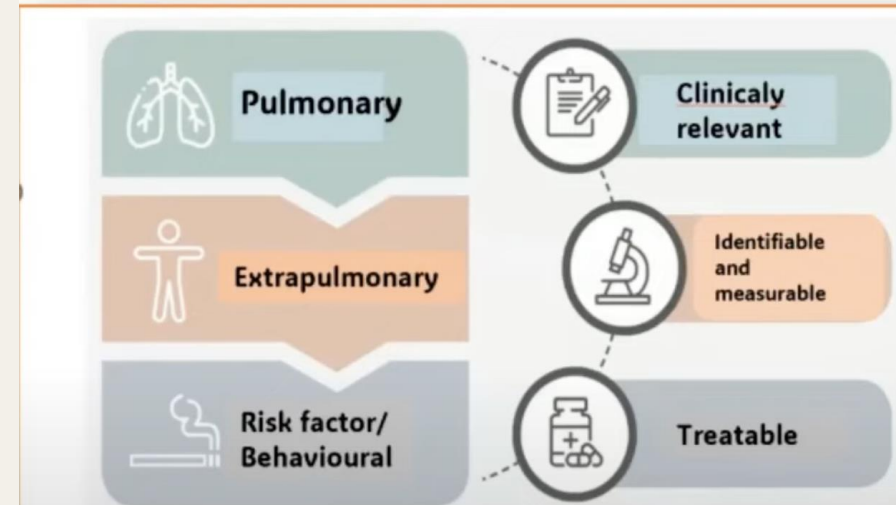 Pulmonary
Extrapulmonary
Risk factor/
Behavioural
Clinicaly
relevant
Identifiable
and
measurable
Treatable